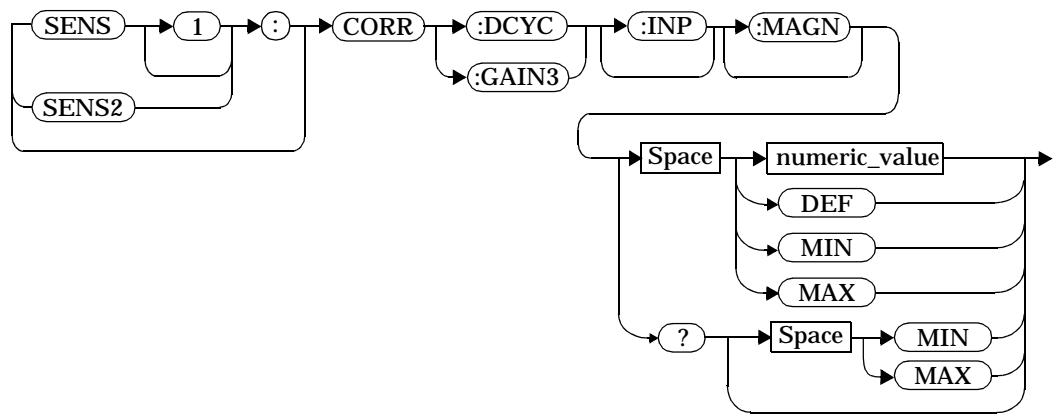 SENS 1 : CORR :DCYC :INP :MAGN
:GAIN3
SENS2
Space numeric_value
DEF
MIN
MAX
? Space MIN
MAX